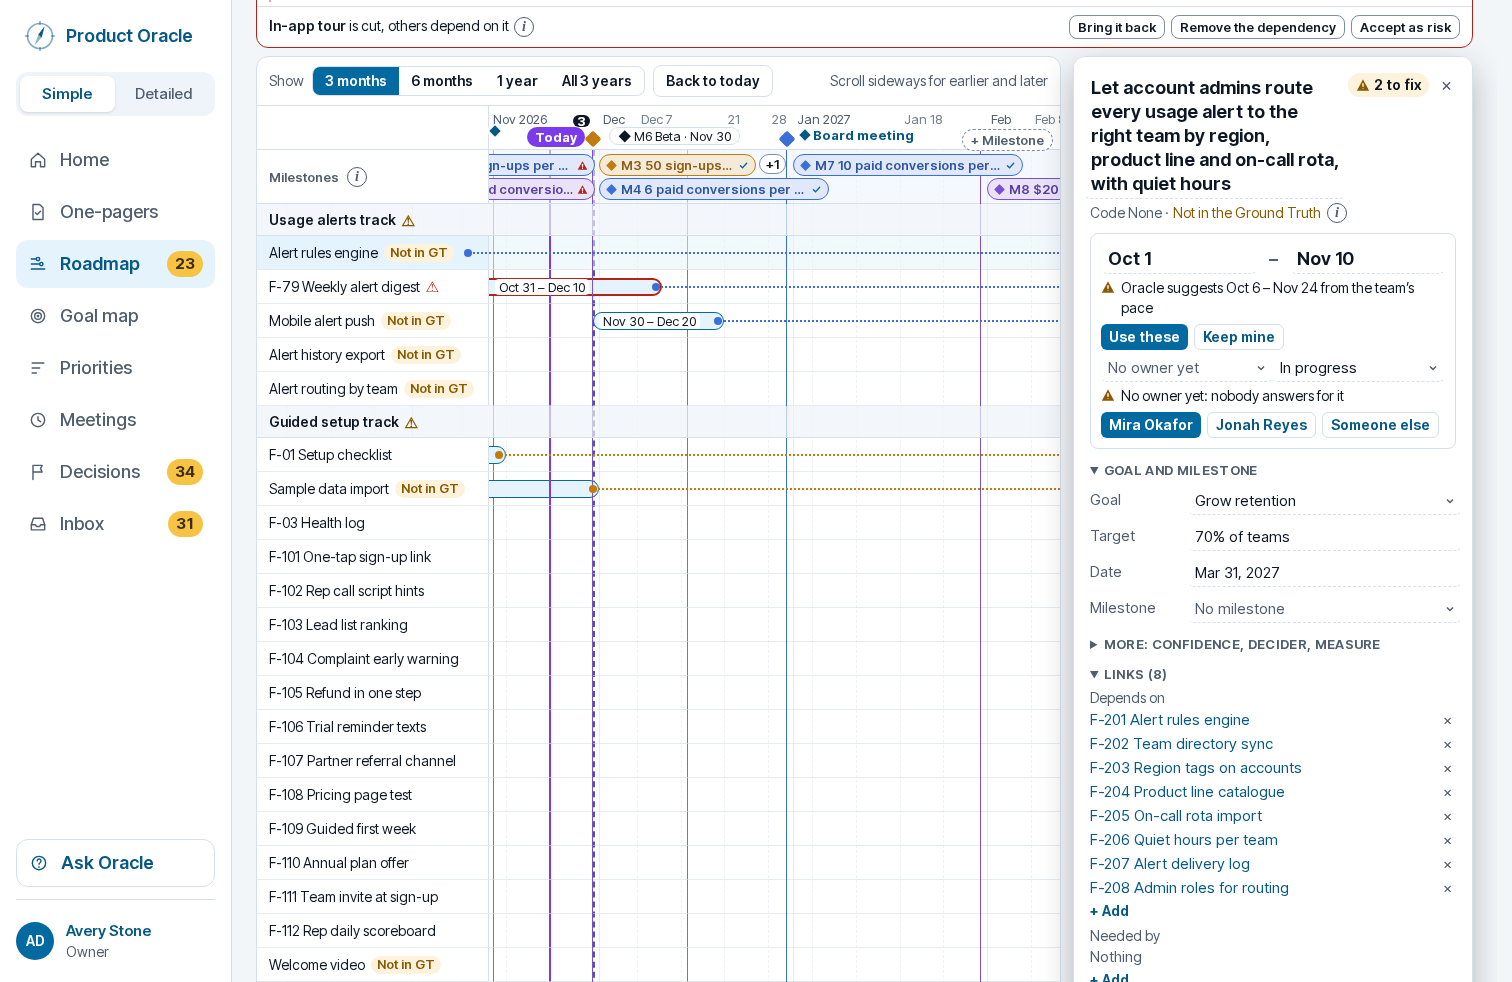 Product Oracle
Simple
Detailed
Home
One-pagers
Roadmap 23
Goal map
Priorities
Meetings
Decisions 34
Inbox 31
Ask Oracle
AD
Avery Stone
Owner
In-app tour is cut, others depend on it i
Bring it back
Remove the dependency
Accept as risk
Show
3 months
6 months
1 year
All 3 years
Back to today
Scroll sideways for earlier and later
Nov 2026
3
Dec
Dec 7
21
28
Jan 2027
Jan 18
Feb
Feb
Today
M6 Beta · Nov 30
Board meeting
+ Milestone
Milestones i
gn-ups per ...
M3 50 sign-ups...
+1
M7 10 paid conversions per...
d conversio...
M4 6 paid conversions per ...
M8 $20
Usage alerts track
Alert rules engine Not in GT
F-79 Weekly alert digest
Oct 31 – Dec 10
Mobile alert push Not in GT
Nov 30 – Dec 20
Alert history export Not in GT
Alert routing by team Not in GT
Guided setup track
F-01 Setup checklist
Sample data import Not in GT
F-03 Health log
F-101 One-tap sign-up link
F-102 Rep call script hints
F-103 Lead list ranking
F-104 Complaint early warning
F-105 Refund in one step
F-106 Trial reminder texts
F-107 Partner referral channel
F-108 Pricing page test
F-109 Guided first week
F-110 Annual plan offer
F-111 Team invite at sign-up
F-112 Rep daily scoreboard
Welcome video Not in GT
Let account admins route
every usage alert to the
right team by region,
product line and on-call rota,
with quiet hours
2 to fix
×
Code None · Not in the Ground Truth i
Oct 1 – Nov 10
Oracle suggests Oct 6 – Nov 24 from the team's
pace
Use these
Keep mine
No owner yet
In progress
No owner yet: nobody answers for it
Mira Okafor
Jonah Reyes
Someone else
GOAL AND MILESTONE
Goal Grow retention
Target 70% of teams
Date Mar 31, 2027
Milestone No milestone
MORE: CONFIDENCE, DECIDER, MEASURE
LINKS (8)
Depends on
F-201 Alert rules engine ×
F-202 Team directory sync ×
F-203 Region tags on accounts ×
F-204 Product line catalogue ×
F-205 On-call rota import ×
F-206 Quiet hours per team ×
F-207 Alert delivery log ×
F-208 Admin roles for routing ×
+ Add
Needed by
Nothing
+ Add